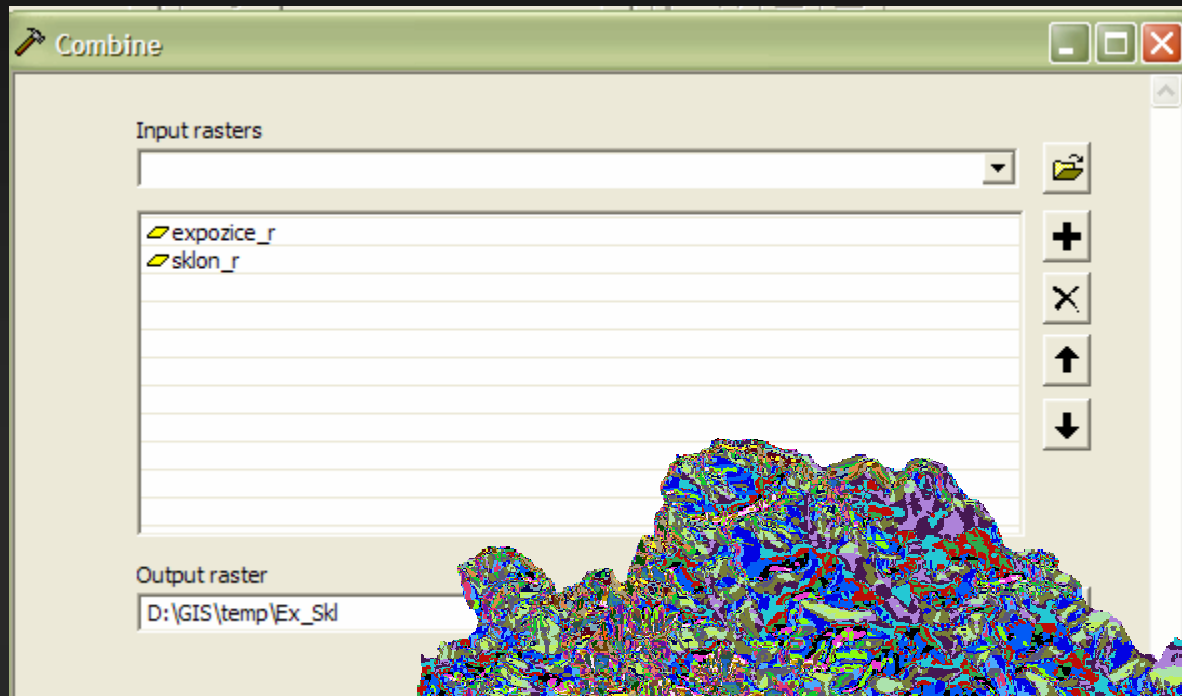 Combine
Input rasters
expozice_r
sklon_r
Output raster
D:\GIS\temp\Ex_Skl